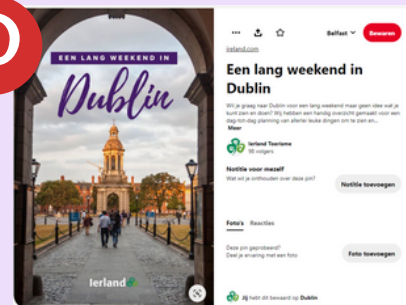 EEN LANG WEEKEND IN
Dublin
Ierland
Belfast
Bewaren
ireland.com
Een lang weekend in
Dublin
Wil je graag naar Dublin voor een lang weekend maar geen idee wat je
kunt zien en doen? Wij hebben een handig overzicht gemaakt voor een
dag-tot-dag planning van allerlei leuke dingen om te zien en...
Meer
Ierland Toerisme
98 volgers
Notitie voor mezelf
Wat wil je onthouden over deze pin?
Notitie toevoegen
Foto's Reacties
Deze pin geprobeerd?
Deel je ervaring met een foto
Foto toevoegen
Jij hebt dit bewaard op Dublin